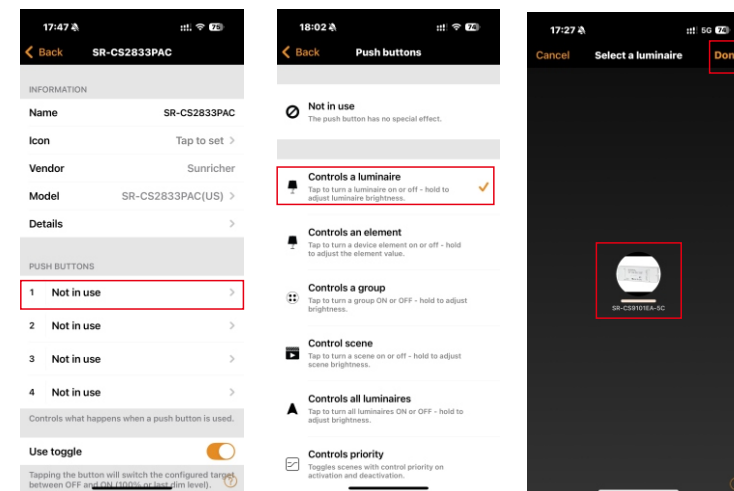 17:47
75
Back
SR-CS2833PAC
INFORMATION
Name
SR-CS2833PAC
Icon
Tap to set
Vendor
Sunricher
Model
SR-CS2833PAC(US)
Details
PUSH BUTTONS
1 Not in use
2 Not in use
3 Not in use
4 Not in use
Controls what happens when a push button is used.
Use toggle
Tapping the button will switch the configured target
between OFF and ON (100% or last dim level).
?
18:02
74
Back
Push buttons
Not in use
The push button has no special effect.
Controls a luminaire
Tap to turn a luminaire on or off - hold to
adjust luminaire brightness.
Controls an element
Tap to turn a device element on or off - hold
to adjust the element value.
Controls a group
Tap to turn a group ON or OFF - hold to adjust
brightness.
Control scene
Tap to turn a scene on or off - hold to adjust
scene brightness.
Controls all luminaires
Tap to turn all luminaires ON or OFF - hold to
adjust brightness.
Controls priority
Toggles scenes with control priority on
activation and deactivation.
17:27
5G
74
Cancel
Select a luminaire
Don
SR-CS9101EA-5C